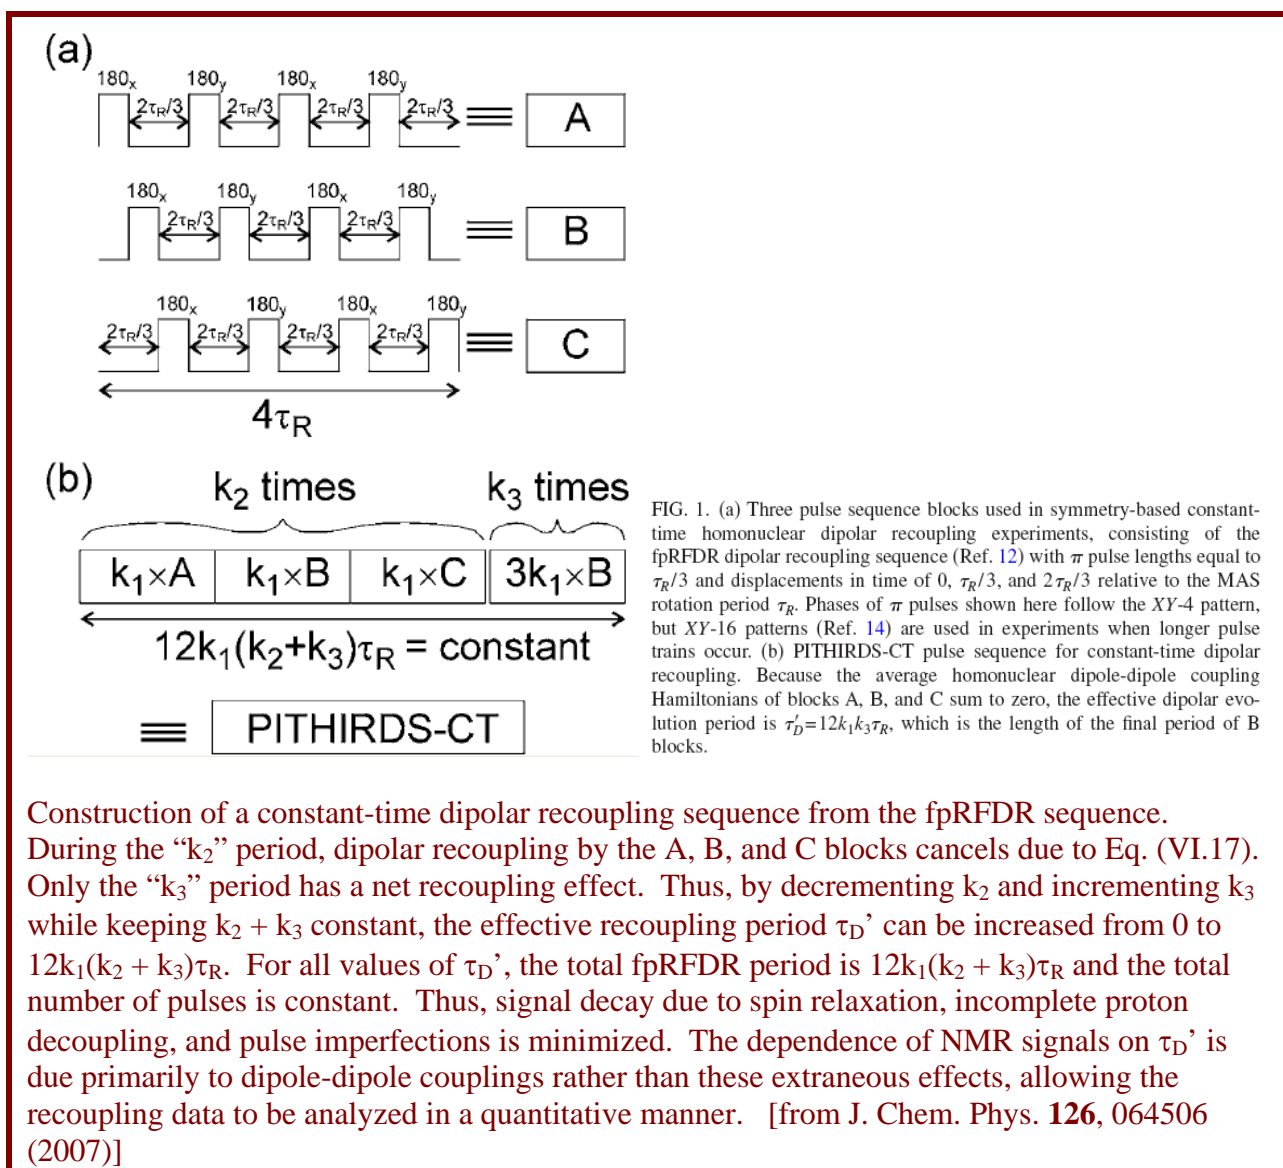 (a)
180x 180y 180x 180y
2τR/3 2τR/3 2τR/3 2τR/3
≡ A
180x 180y 180x 180y
2τR/3 2τR/3 2τR/3
≡ B
180x 180y 180x 180y
2τR/3 2τR/3 2τR/3 2τR/3
≡ C
4τR
(b)
k2 times k3 times
k1×A k1×B k1×C 3k1×B
12k1(k2+k3)τR = constant
≡ PITHIRDS-CT
FIG. 1. (a) Three pulse sequence blocks used in symmetry-based constant-
time homonuclear dipolar recoupling experiments, consisting of the
fpRFDR dipolar recoupling sequence (Ref. 12) with π pulse lengths equal to
τR/3 and displacements in time of 0, τR/3, and 2τR/3 relative to the MAS
rotation period τR. Phases of π pulses shown here follow the XY-4 pattern,
but XY-16 patterns (Ref. 14) are used in experiments when longer pulse
trains occur. (b) PITHIRDS-CT pulse sequence for constant-time dipolar
recoupling. Because the average homonuclear dipole-dipole coupling
Hamiltonians of blocks A, B, and C sum to zero, the effective dipolar evo-
lution period is τ′D=12k1k3τR, which is the length of the final period of B
blocks.
Construction of a constant-time dipolar recoupling sequence from the fpRFDR sequence.
During the “k2” period, dipolar recoupling by the A, B, and C blocks cancels due to Eq. (VI.17).
Only the “k3” period has a net recoupling effect. Thus, by decrementing k2 and incrementing k3
while keeping k2 + k3 constant, the effective recoupling period τD’ can be increased from 0 to
12k1(k2 + k3)τR. For all values of τD’, the total fpRFDR period is 12k1(k2 + k3)τR and the total
number of pulses is constant. Thus, signal decay due to spin relaxation, incomplete proton
decoupling, and pulse imperfections is minimized. The dependence of NMR signals on τD’ is
due primarily to dipole-dipole couplings rather than these extraneous effects, allowing the
recoupling data to be analyzed in a quantitative manner. [from J. Chem. Phys. 126, 064506
(2007)]